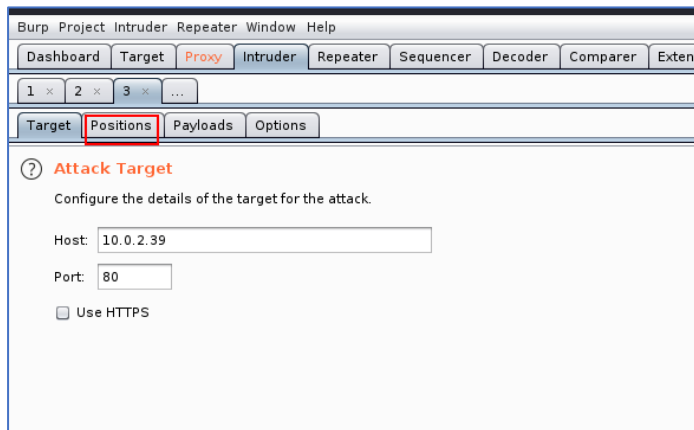 Burp Project Intruder Repeater Window Help
Dashboard Target Proxy Intruder Repeater Sequencer Decoder Comparer Exten
1 × 2 × 3 × ...
Target Positions Payloads Options
? Attack Target
Configure the details of the target for the attack.
Host: 10.0.2.39
Port: 80
Use HTTPS